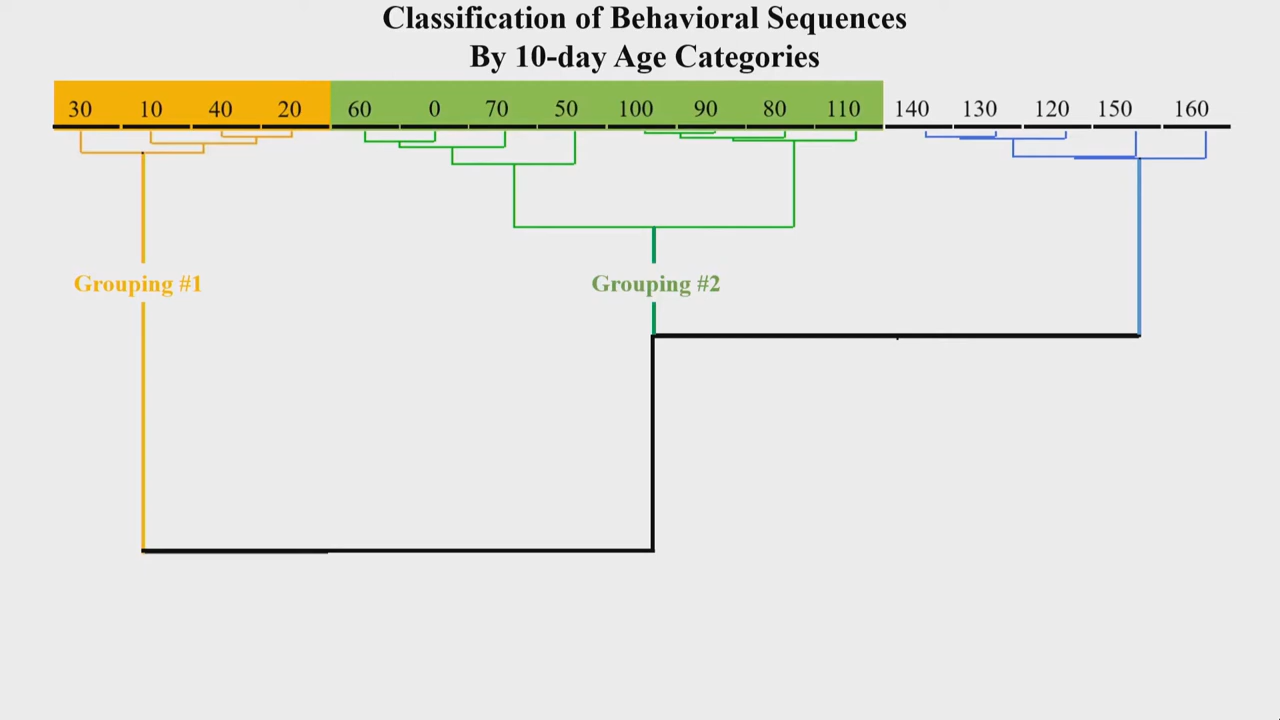 Classification of Behavioral Sequences
By 10-day Age Categories
30 10 40 20 60 0 70 50 100 90 80 110 140 130 120 150 160
Grouping #1 Grouping #2